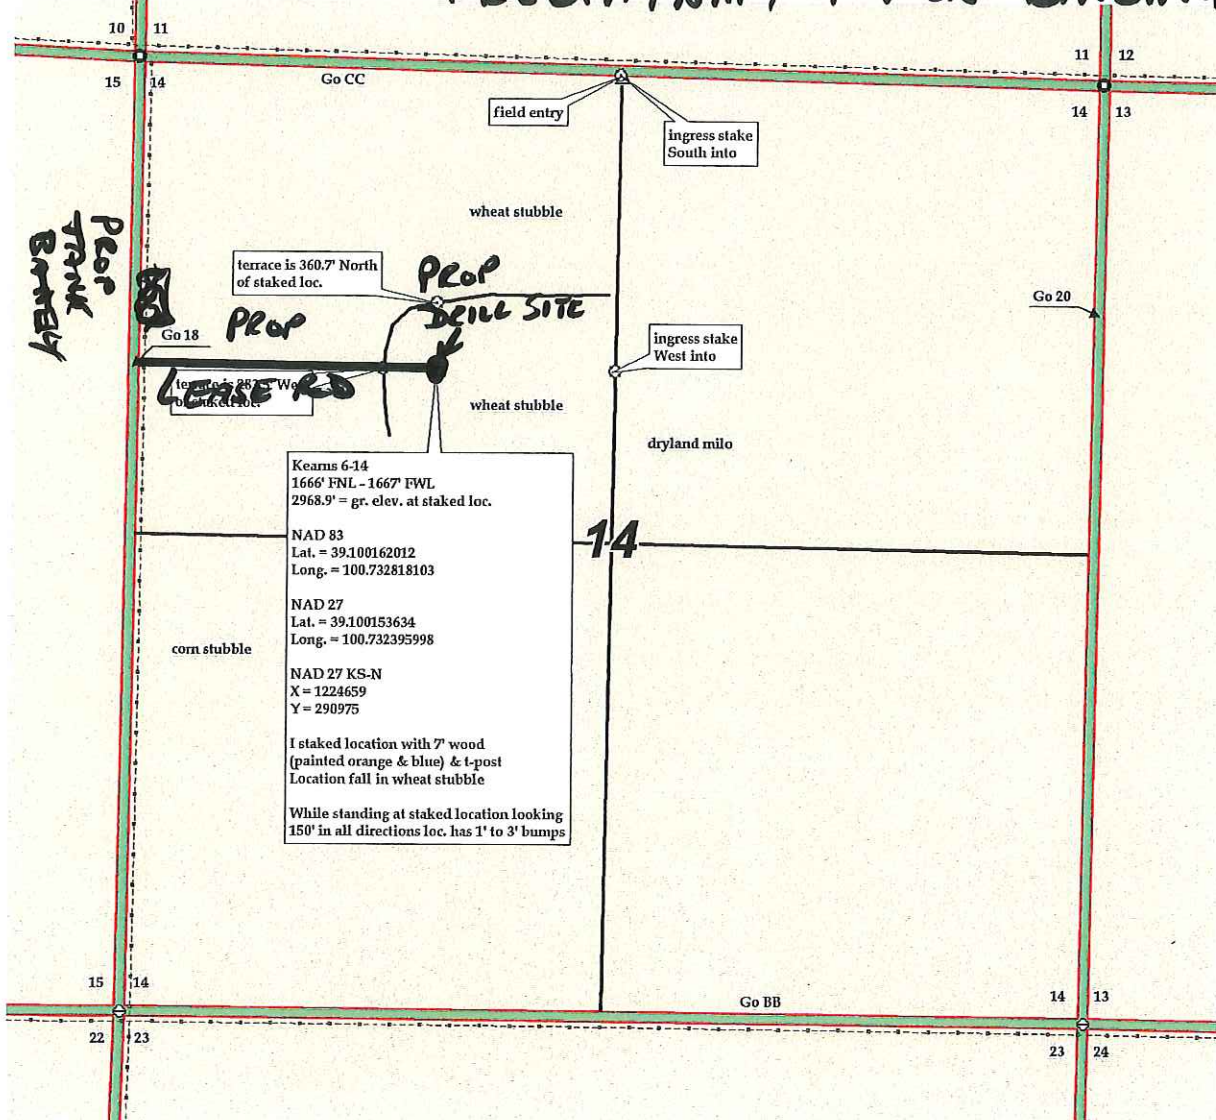 10 11
11 12
15 14
Go CC
14 13
field entry
ingress stake
South into
wheat stubble
terrace is 360.7' North
of staked loc.
PROP
DRILL SITE
PROP
TANK
BATTERY
Go 18
PROP
LEASE RD
Go 20
ingress stake
West into
wheat stubble
dryland milo
Kearns 6-14
1666' FNL - 1667' FWL
2968.9' = gr. elev. at staked loc.
NAD 83
Lat. = 39.100162012
Long. = 100.732818103
NAD 27
Lat. = 39.100153634
Long. = 100.732395998
NAD 27 KS-N
X = 1224659
Y = 290975
I staked location with 7' wood
(painted orange & blue) & t-post
Location fall in wheat stubble
While standing at staked location looking
150' in all directions loc. has 1' to 3' bumps
14
corn stubble
15 14
Go BB
14 13
22 23
23 24